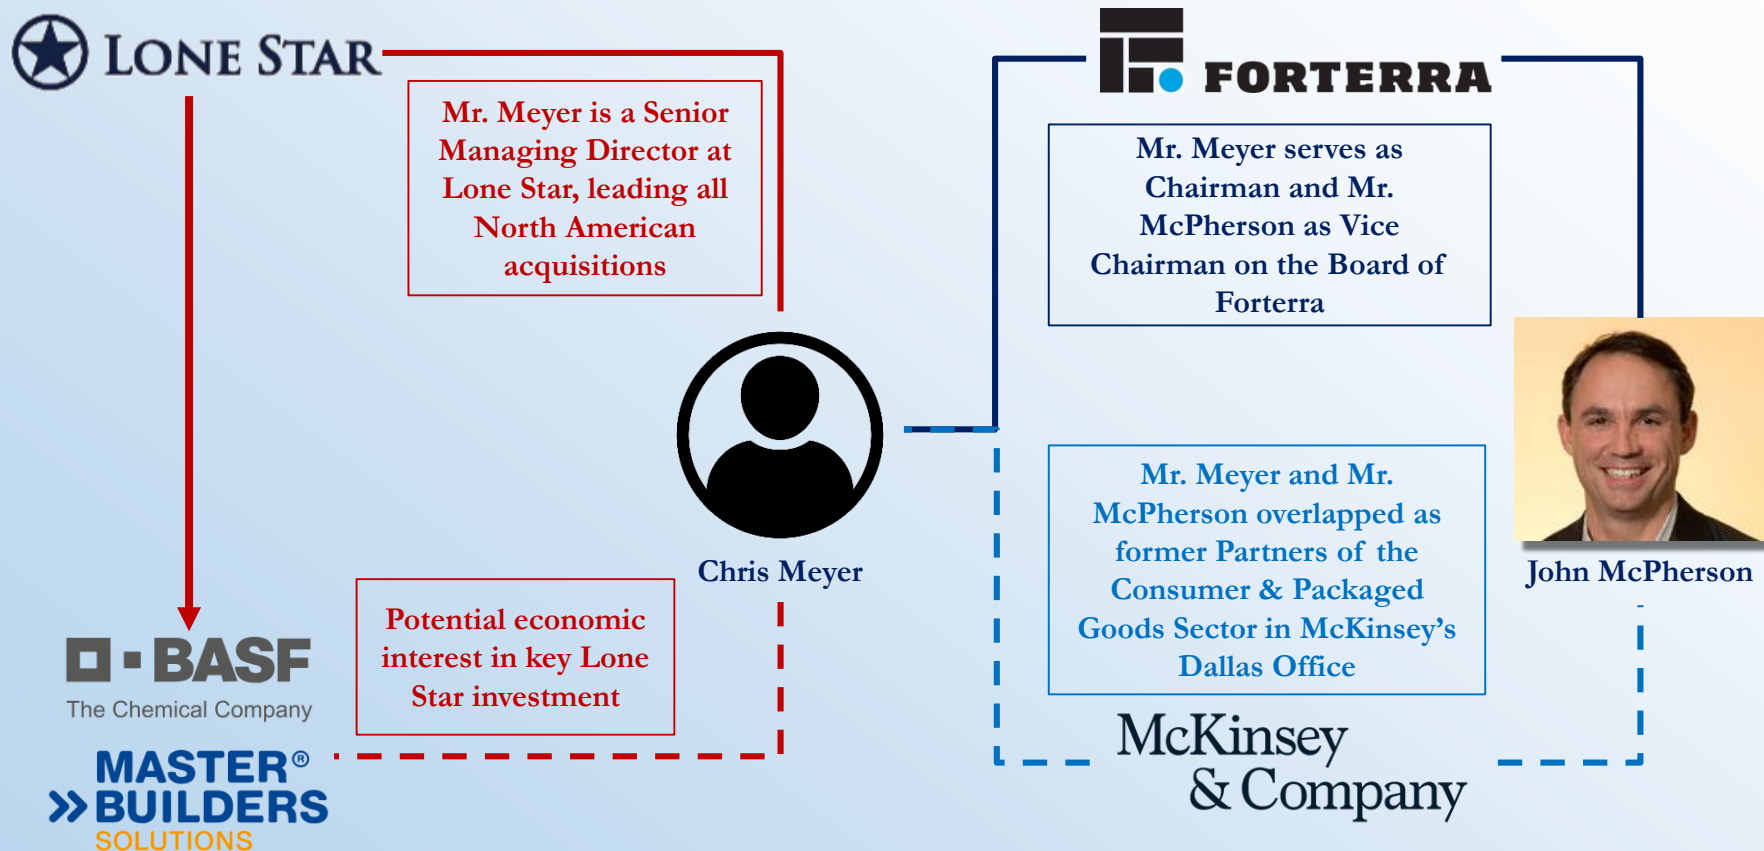 LONE STAR
Mr. Meyer is a Senior
Managing Director at
Lone Star, leading all
North American
acquisitions
FORTERRA
Mr. Meyer serves as
Chairman and Mr.
McPherson as Vice
Chairman on the Board of
Forterra
Chris Meyer
John McPherson
Mr. Meyer and Mr.
McPherson overlapped as
former Partners of the
Consumer & Packaged
Goods Sector in McKinsey’s
Dallas Office
Potential economic
interest in key Lone
Star investment
BASF
The Chemical Company
MASTER®
BUILDERS
SOLUTIONS
McKinsey
& Company